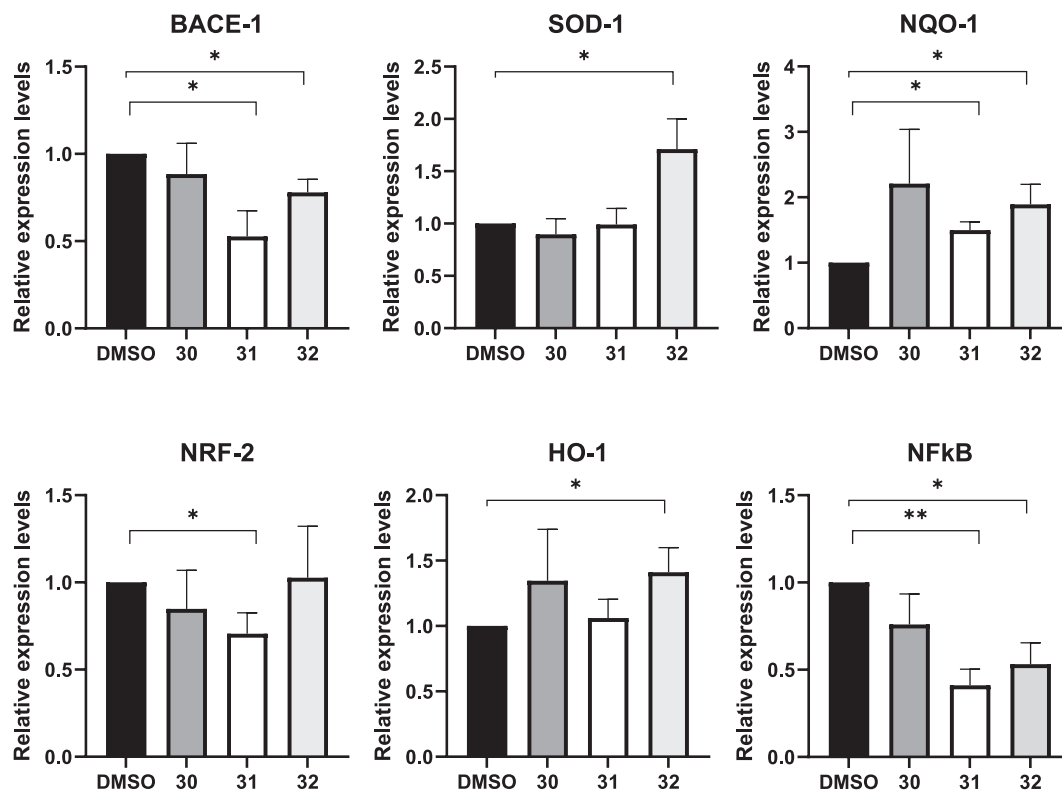 BACE-1
SOD-1
NQO-1
Relative expression levels
1.5
1.0
0.5
0.0
* *
DMSO 30 31 32
Relative expression levels
2.5
2.0
1.5
1.0
0.5
0.0
*
DMSO 30 31 32
Relative expression levels
4
3
2
1
0
* *
DMSO 30 31 32
NRF-2
HO-1
NFkB
Relative expression levels
1.5
1.0
0.5
0.0
*
DMSO 30 31 32
Relative expression levels
2.0
1.5
1.0
0.5
0.0
*
DMSO 30 31 32
Relative expression levels
1.5
1.0
0.5
0.0
*
**
DMSO 30 31 32